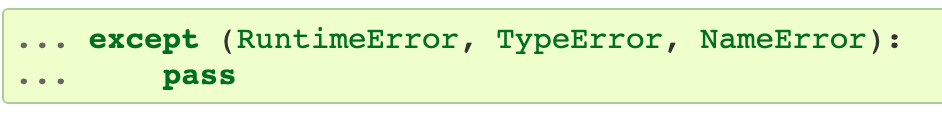 ... except (RuntimeError, TypeError, NameError):
...     pass